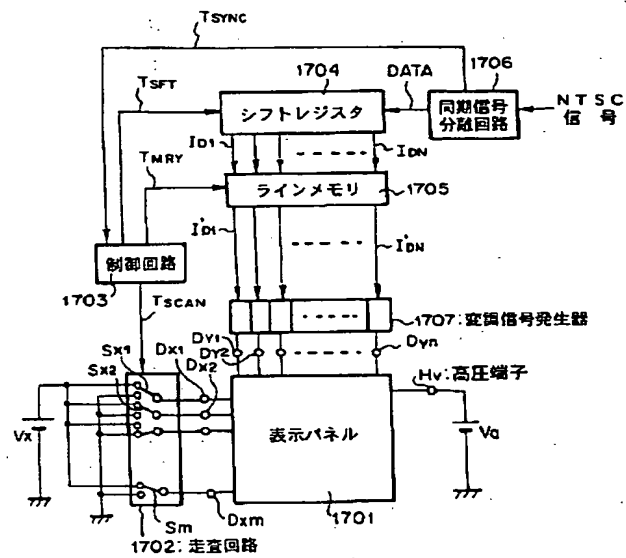 TSYNC
1704
DATA
1706
TSFT
シフトレジスタ
同期信号
分離回路
NTSC
信号
ID1
IDN
TMRY
ラインメモリ
1705
I'D1
I'DN
制御回路
1703
TSCAN
1707:変調信号発生器
DY1
DY2
Dyn
Sx1
Sx2
Dx1
Dx2
Hv:高圧端子
Vx
表示パネル
Va
Sm
Dxm
1701
1702:走査回路